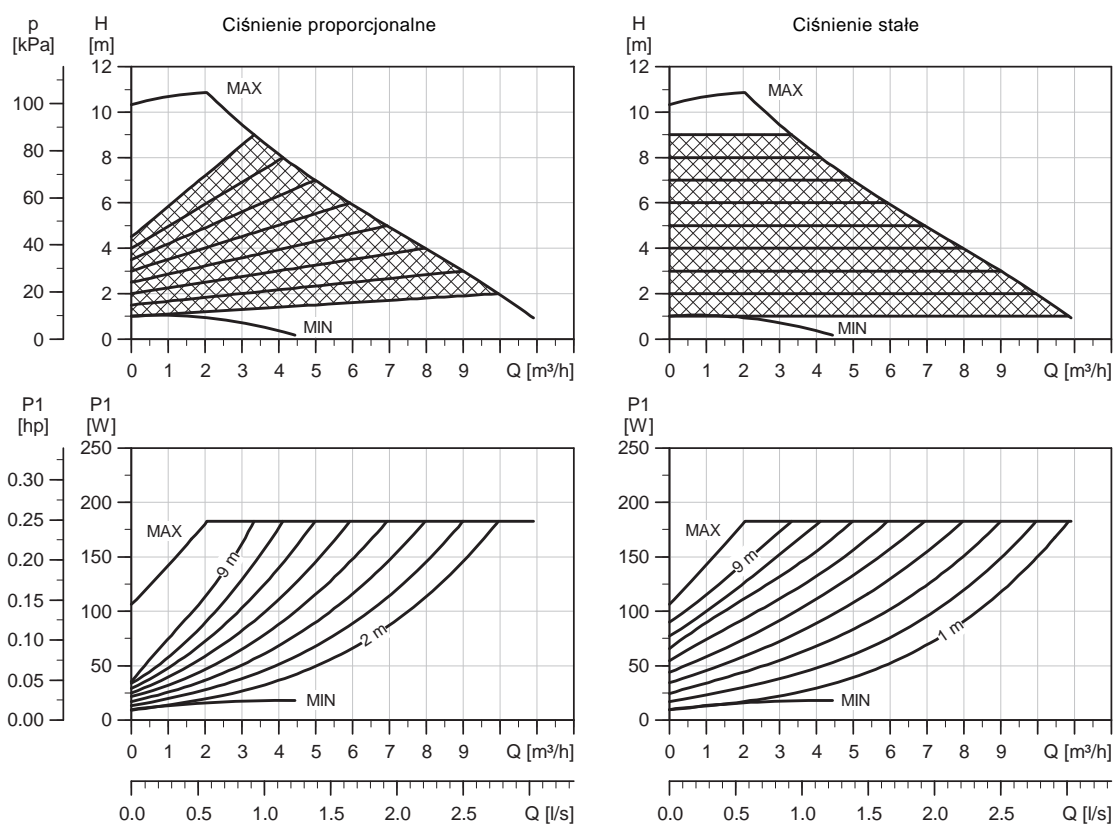 p
[kPa]
H
[m]
Ciśnienie proporcjonalne
H
[m]
Ciśnienie stałe
12
10
8
6
4
2
0
100
80
60
40
20
0
MAX
MIN
0 1 2 3 4 5 6 7 8 9 Q [m³/h]
12
10
8
6
4
2
0
MAX
MIN
0 1 2 3 4 5 6 7 8 9 Q [m³/h]
P1
[hp]
P1
[W]
P1
[W]
0.30
0.25
0.20
0.15
0.10
0.05
0.00
250
200
150
100
50
0
MAX
9 m
2 m
MIN
0 1 2 3 4 5 6 7 8 9 Q [m³/h]
0.0 0.5 1.0 1.5 2.0 2.5 Q [l/s]
250
200
150
100
50
0
MAX
9 m
1 m
MIN
0 1 2 3 4 5 6 7 8 9 Q [m³/h]
0.0 0.5 1.0 1.5 2.0 2.5 Q [l/s]